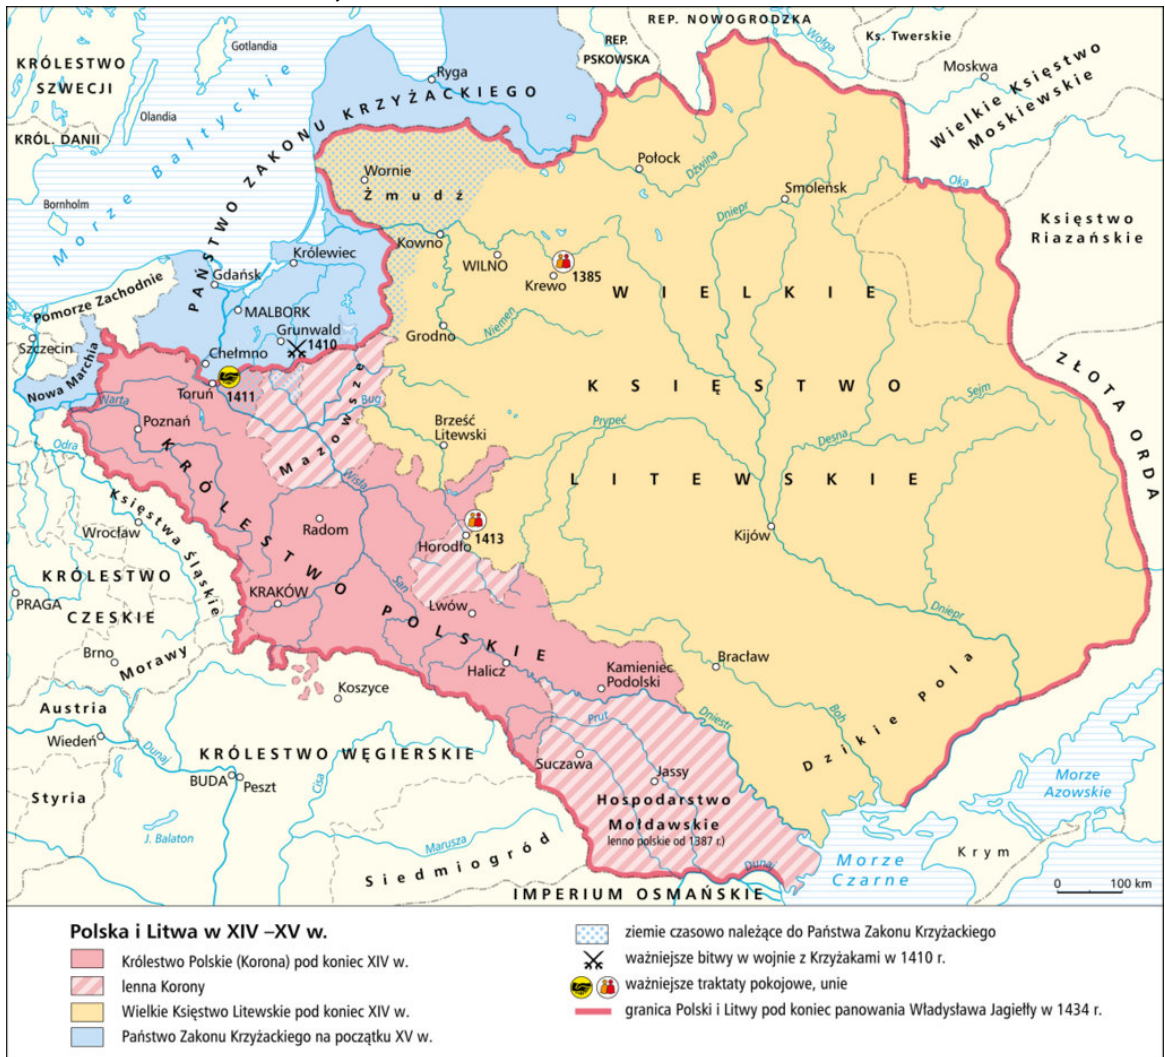 REP. NOWOGRODZKA
Wołga
Ks. Twerskie
REP.
PSKOWSKA
Gotlandia
KRÓLESTWO
SZWECJI
Ryga
Moskwa
Wielkie Księstwo
Moskiewskie
Olandia
KRÓL. DANII
Morze Bałtyckie
PAŃSTWO ZAKONU KRZYŻACKIEGO
Wornie
Żmudź
Połock
Dźwina
Smoleńsk
Oka
Bornholm
Dniepr
Księstwo
Riazańskie
Kowno
WILNO
Królewiec
Krewo
1385
Gdańsk
Pomorze Zachodnie
MALBORK
Grunwald
1410
Niemen
Grodno
WIELKIE
Szczecin
Chełmno
Nowa Marchia
Toruń
1411
KSIĘSTWO
ZŁOTA ORDA
Warta
Bug
Sejm
Poznań
Mazowsze
Brześć
Litewski
Prypeć
Desna
Odra
KRÓLESTWO POLSKIE
Wisła
LITEWSKIE
Księstwa Śląskie
Wrocław
Radom
Horodło
1413
Kijów
KRÓLESTWO
CZESKIE
PRAGA
KRAKÓW
San
Lwów
Dniepr
Brno
Morawy
Halicz
Kamieniec
Podolski
Bracław
Koszyce
Dzikie Pola
Austria
Wiedeń
Dunaj
Prut
Dniestr
Boh
KRÓLESTWO WĘGIERSKIE
Suczawa
Jassy
BUDA
Peszt
Cisa
Morze
Azowskie
Styria
Hospodarstwo
Mołdawskie
lenno polskie od 1387 r.)
J. Balaton
Marusza
Siedmiogród
Dunaj
Morze
Czarne
Krym
IMPERIUM OSMAŃSKIE
0 100 km
Polska i Litwa w XIV –XV w.
Królestwo Polskie (Korona) pod koniec XIV w.
lenna Korony
Wielkie Księstwo Litewskie pod koniec XIV w.
Państwo Zakonu Krzyżackiego na początku XV w.
ziemie czasowo należące do Państwa Zakonu Krzyżackiego
ważniejsze bitwy w wojnie z Krzyżakami w 1410 r.
ważniejsze traktaty pokojowe, unie
granica Polski i Litwy pod koniec panowania Władysława Jagiełły w 1434 r.